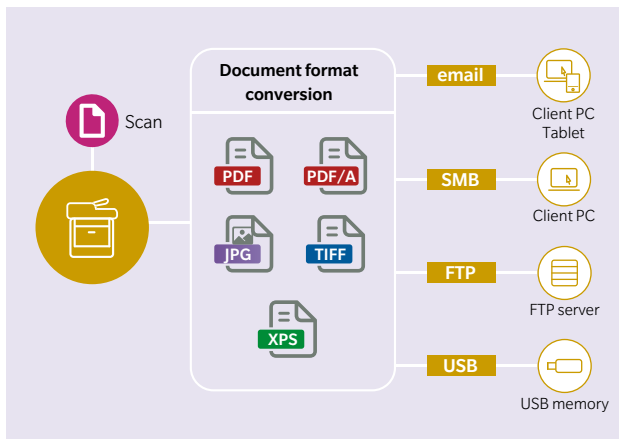 Scan
Document format
conversion
PDF
PDF/A
JPG
TIFF
XPS
email
Client PC
Tablet
SMB
Client PC
FTP
FTP server
USB
USB memory